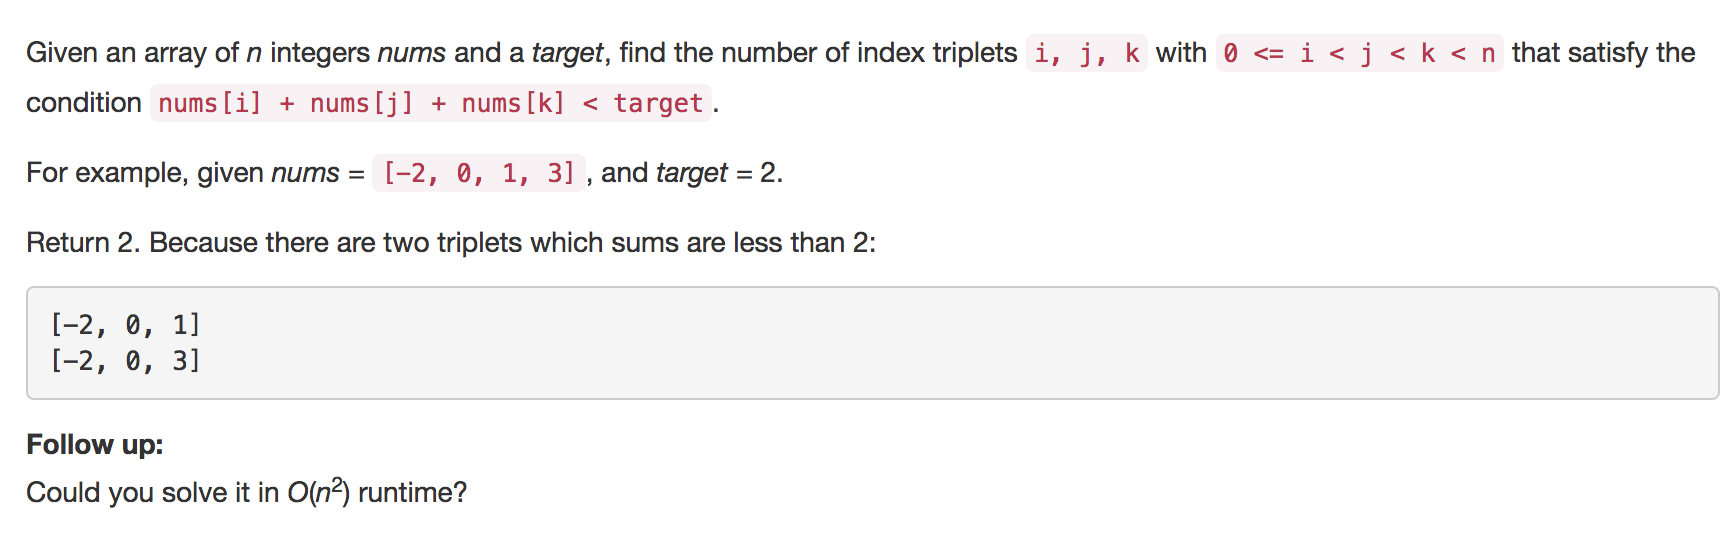 Given an array of n integers nums and a target, find the number of index triplets i, j, k with 0 <= i < j < k < n that satisfy the
condition nums[i] + nums[j] + nums[k] < target.
For example, given nums = [-2, 0, 1, 3], and target = 2.
Return 2. Because there are two triplets which sums are less than 2:
[-2, 0, 1]
[-2, 0, 3]
Follow up:
Could you solve it in O(n²) runtime?